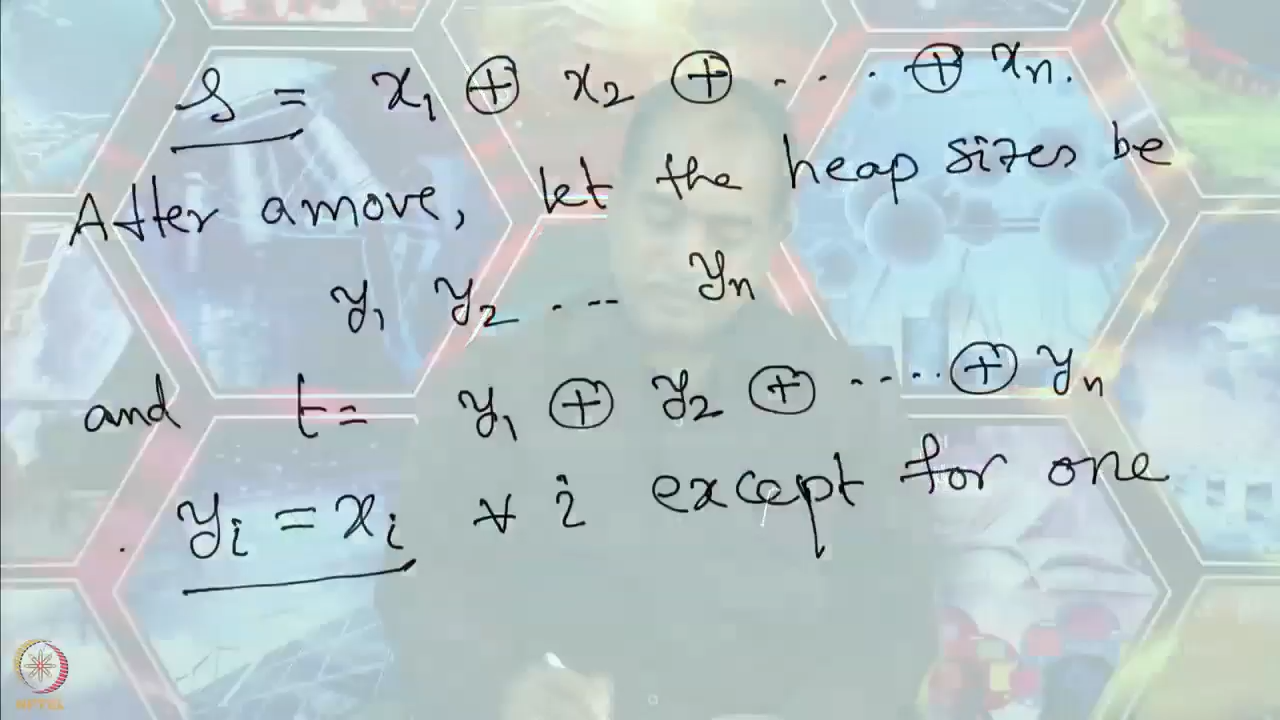 S = x₁ ⊕ x₂ ⊕ ... ⊕ xn.
After a move, let the heap sizes be
y₁ y₂ ... yn
and t = y₁ ⊕ y₂ ⊕ .... ⊕ yn
yi = xi ∀ i except for one
NPTEL